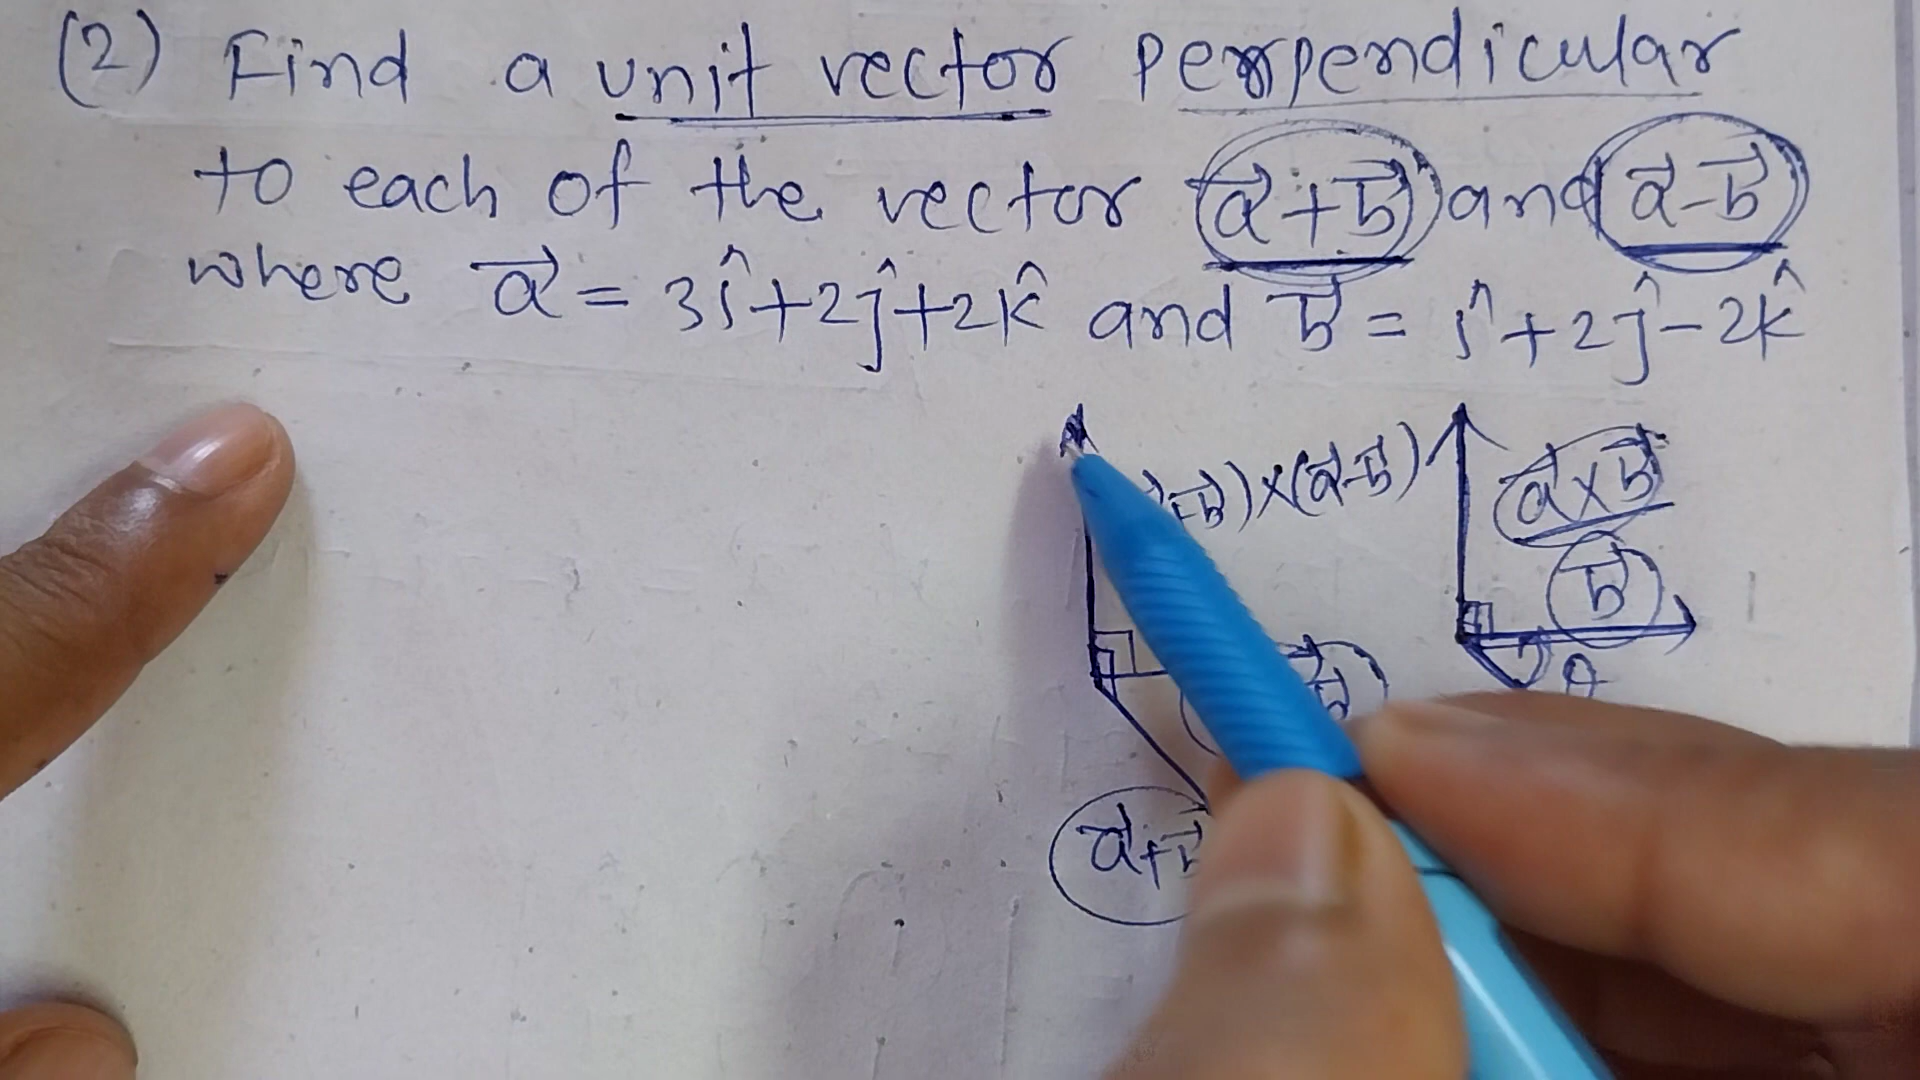 (2) Find a unit vector perpendicular
to each of the vector (a⃗+b⃗) and (a⃗-b⃗)
where a⃗ = 3î+2ĵ+2k̂ and b⃗ = î+2ĵ-2k̂
b⃗)×(a⃗-b⃗)
a⃗×b⃗
b⃗
θ
b⃗
a⃗+b⃗